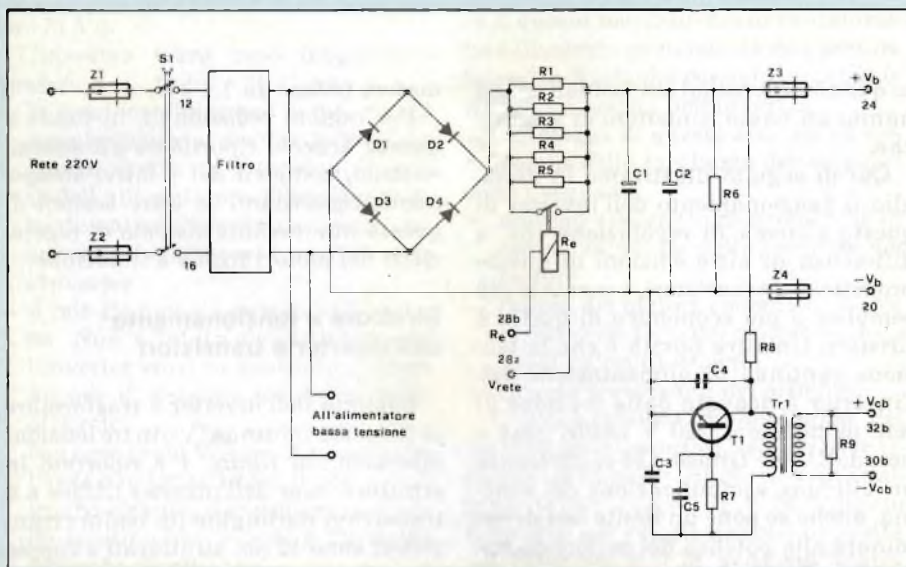 Z1
S1
12
Rete 220V
Filtro
Z2
16
D1
D2
D3
D4
R1
R2
R3
R4
R5
Re
C1
C2
R6
Z3
+Vb
24
Z4
-Vb
20
28b
Re
28z
Vrete
All'alimentatore
bassa tensione
R8
C4
T1
C3
C5
R7
Tr1
Vcb
32b
R9
30b
-Vcb